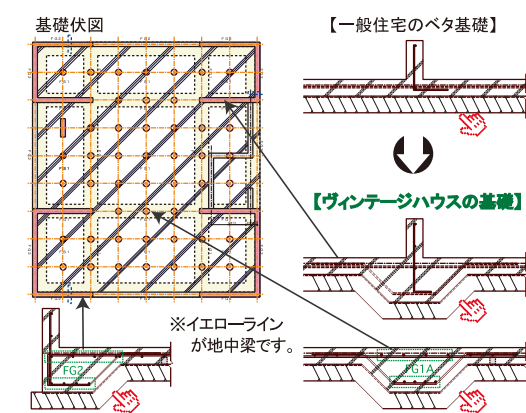 基礎伏図
【一般住宅のベタ基礎】
【ヴィンテージハウスの基礎】
※イエローライン
が地中梁です。
FG2
FG1A